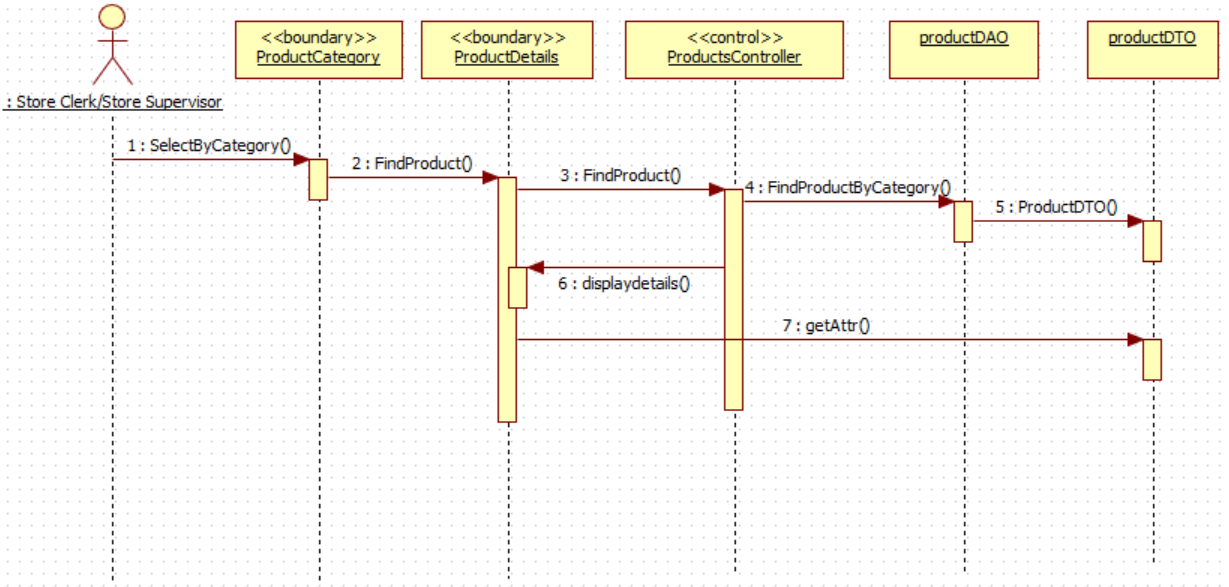 <<boundary>>
ProductCategory
<<boundary>>
ProductDetails
<<control>>
ProductsController
productDAO
productDTO
: Store Clerk/Store Supervisor
1 : SelectByCategory()
2 : FindProduct()
3 : FindProduct()
4 : FindProductByCategory()
5 : ProductDTO()
6 : displaydetails()
7 : getAttr()